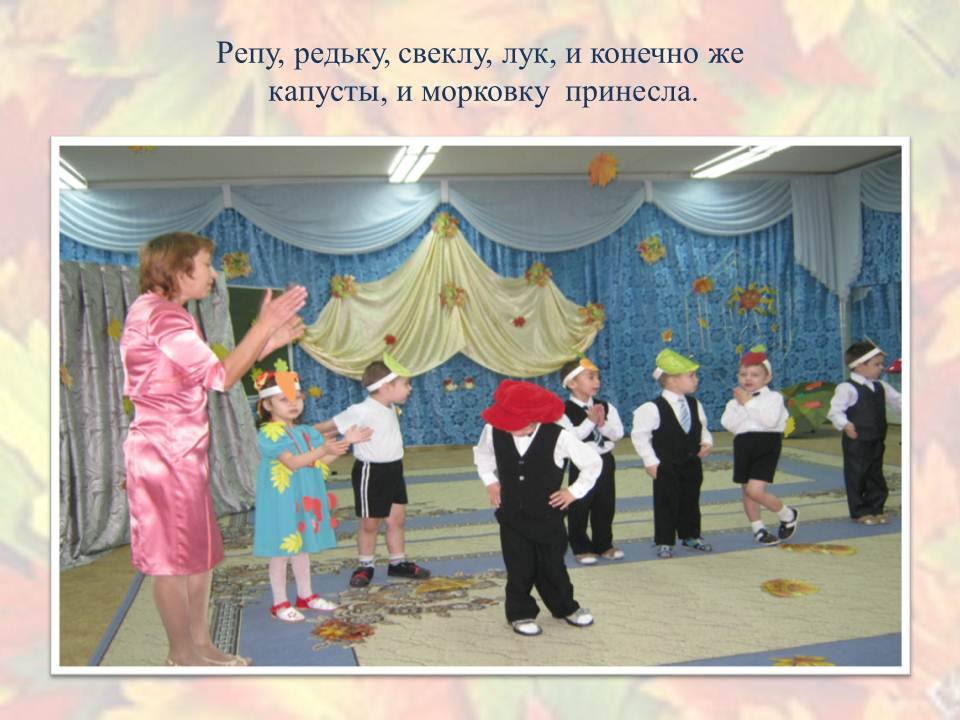 Репу, редьку, свеклу, лук, и конечно же
капусты, и морковку принесла.